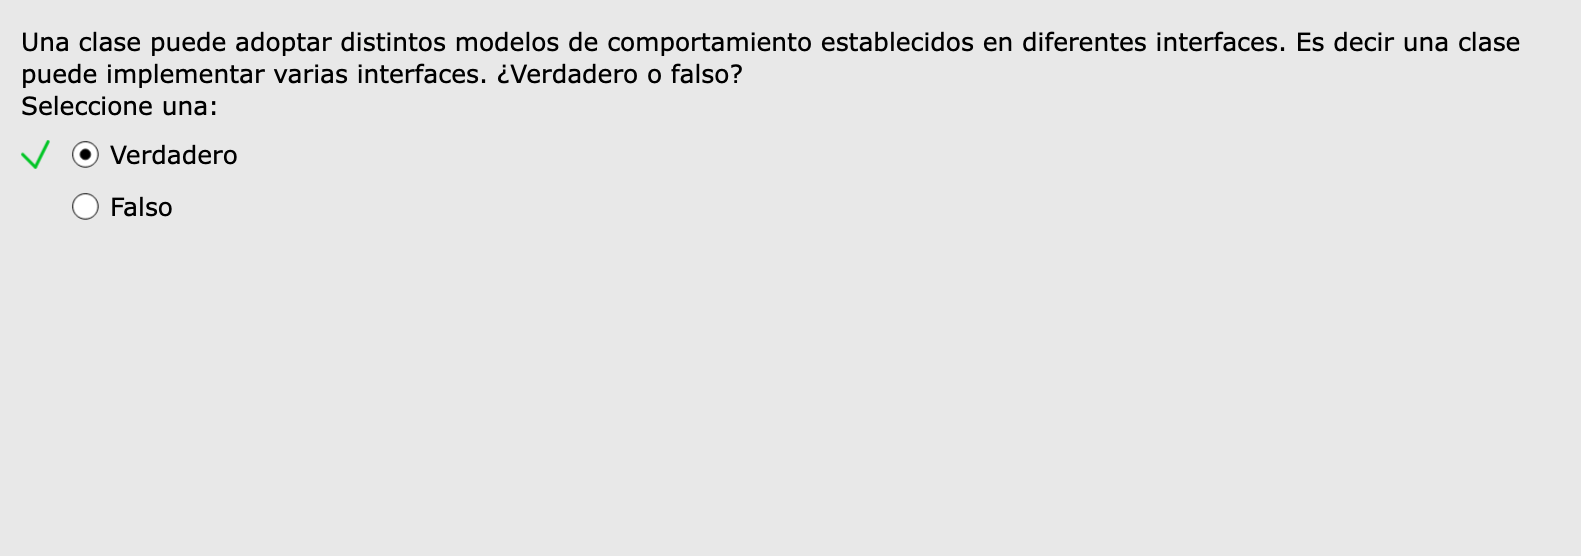 Una clase puede adoptar distintos modelos de comportamiento establecidos en diferentes interfaces. Es decir una clase
puede implementar varias interfaces. ¿Verdadero o falso?
Seleccione una:
Verdadero
Falso